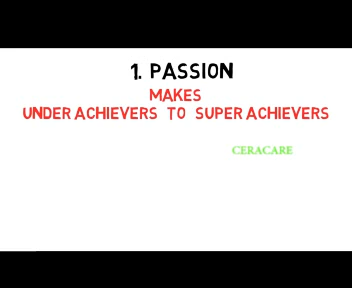 1. PASSION
MAKES
UNDER ACHIEVERS TO SUPER ACHIEVERS
CERACARE